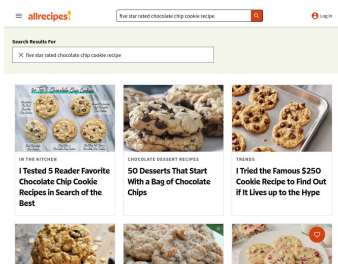 allrecipes
five star rated chocolate chip cookie recipe
Log In
Search Results For
five star rated chocolate chip cookie recipe
IN THE KITCHEN
I Tested 5 Reader Favorite
Chocolate Chip Cookie
Recipes in Search of the
Best
CHOCOLATE DESSERT RECIPES
50 Desserts That Start
With a Bag of Chocolate
Chips
TRENDS
I Tried the Famous $250
Cookie Recipe to Find Out
if It Lives up to the Hype